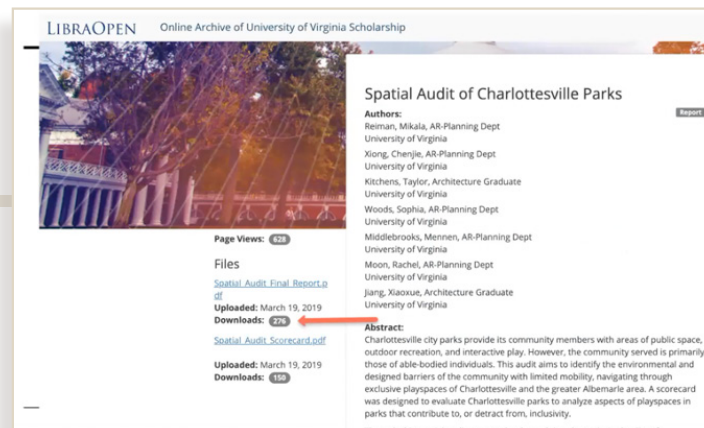 LIBRAOPEN Online Archive of University of Virginia Scholarship
Page Views: 628
Files
Spatial Audit Final Report.p
df
Uploaded: March 19, 2019
Downloads: 276
Spatial Audit Scorecard.pdf
Uploaded: March 19, 2019
Downloads: 150
Spatial Audit of Charlottesville Parks
Authors:
Report
Reiman, Mikala, AR-Planning Dept
University of Virginia
Xiong, Chenjie, AR-Planning Dept
University of Virginia
Kitchens, Taylor, Architecture Graduate
University of Virginia
Woods, Sophia, AR-Planning Dept
University of Virginia
Middlebrooks, Mennen, AR-Planning Dept
University of Virginia
Moon, Rachel, AR-Planning Dept
University of Virginia
Jiang, Xiaoxue, Architecture Graduate
University of Virginia
Abstract:
Charlottesville city parks provide its community members with areas of public space,
outdoor recreation, and interactive play. However, the community served is primarily
those of able-bodied individuals. This audit aims to identify the environmental and
designed barriers of the community with limited mobility, navigating through
exclusive playspaces of Charlottesville and the greater Albemarle area. A scorecard
was designed to evaluate Charlottesville parks to analyze aspects of playspaces in
parks that contribute to, or detract from, inclusivity.